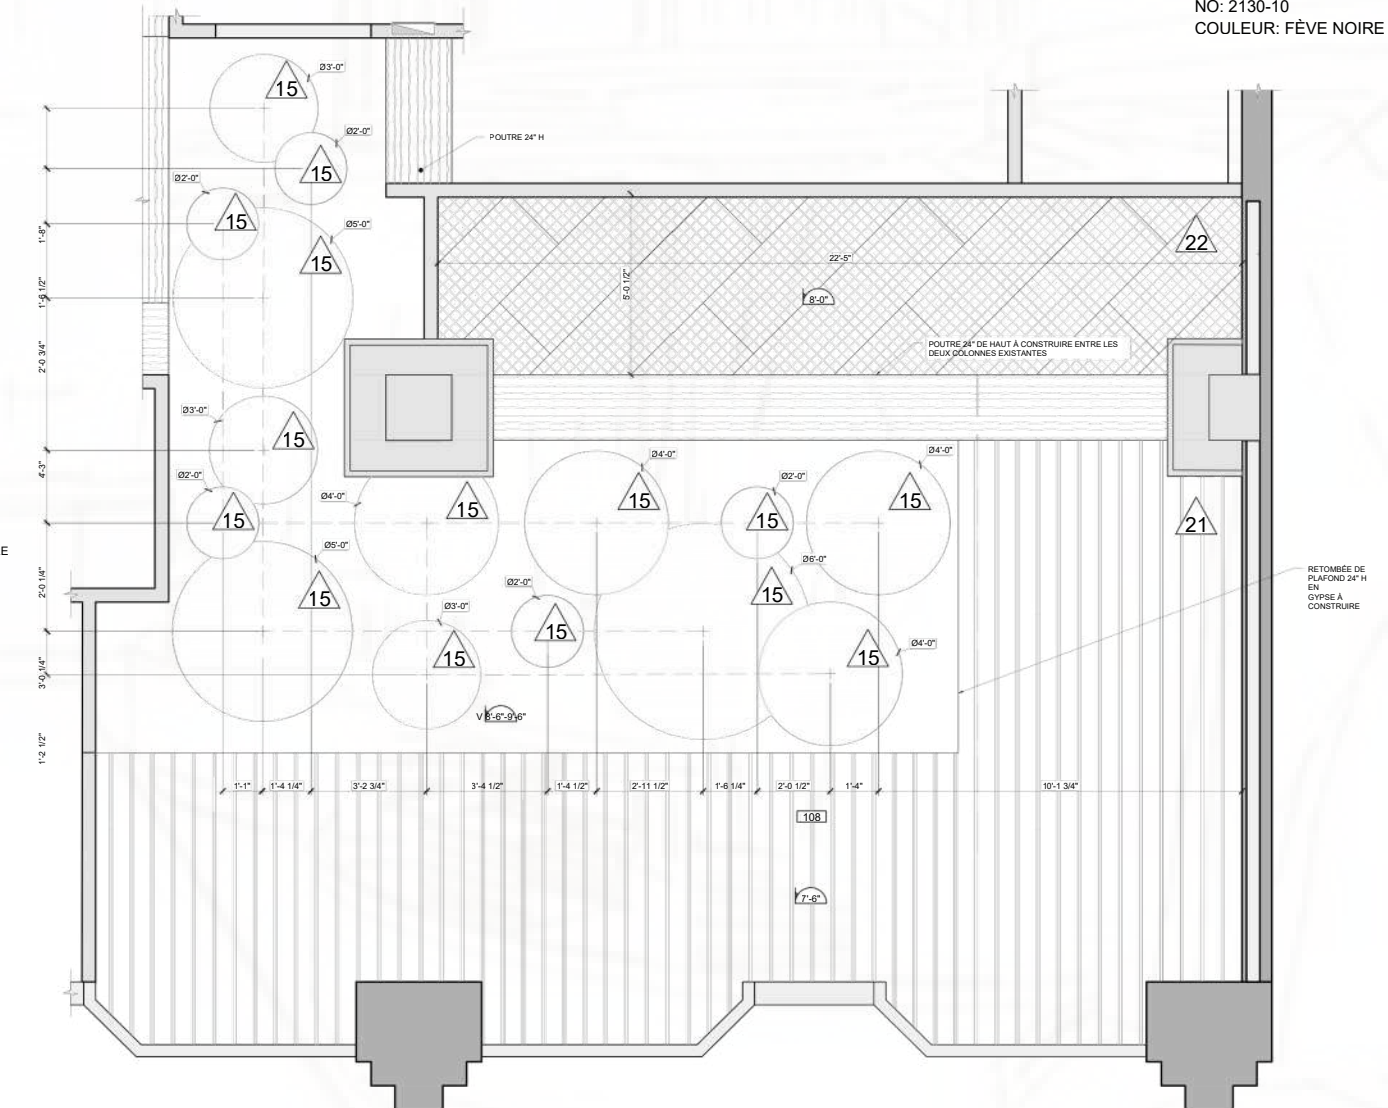 NO: 2130-10
COULEUR: FÈVE NOIRE
Ø3'-0"
15
Ø2'-0"
15
POUTRE 24" H
Ø2'-0"
15
Ø5'-0"
15
22
1'-8"
22'-5"
5'-0 1/2"
8'-0"
1'-6 1/2"
2'-0 3/4"
POUTRE 24" DE HAUT À CONSTRUIRE ENTRE LES
DEUX COLONNES EXISTANTES
Ø3'-0"
15
Ø4'-0"
15
Ø4'-0"
15
4'-3"
Ø2'-0"
15
Ø4'-0"
15
Ø2'-0"
15
21
E
Ø5'-0"
15
Ø6'-0"
15
2'-0 1/4"
Ø2'-0"
15
RETOMBÉE DE
PLAFOND 24" H
EN
GYPSE À
CONSTRUIRE
Ø3'-0"
15
Ø4'-0"
15
3'-0 1/4"
V 8'-6"-9'-6"
1'-2 1/2"
1'-1"
1'-4 1/4"
3'-2 3/4"
3'-4 1/2"
1'-4 1/2"
2'-11 1/2"
1'-6 1/4"
2'-0 1/2"
1'-4"
10'-1 3/4"
108
7'-6"